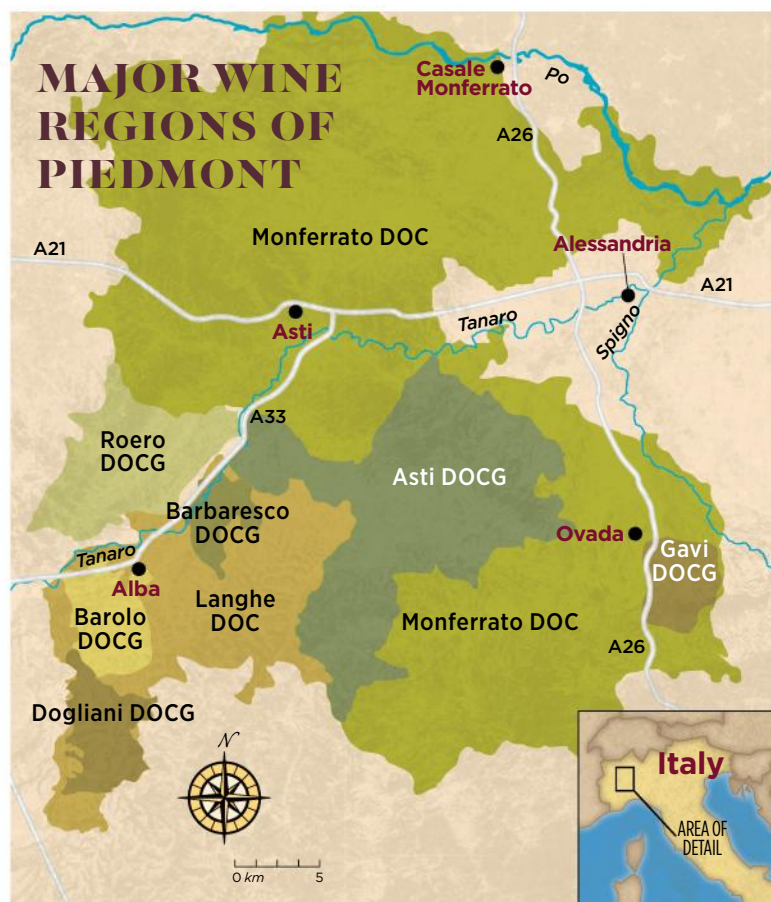 MAJOR WINE
REGIONS OF
PIEDMONT
Casale
Monferrato
Po
A26
Monferrato DOC
A21
Alessandria
A21
Asti
Tanaro
Spigno
A33
Roero
DOCG
Asti DOCG
Barbaresco
DOCG
Ovada
Gavi
DOCG
Tanaro
Alba
Langhe
DOC
Barolo
DOCG
Monferrato DOC
A26
Dogliani DOCG
N
0 km 5
Italy
AREA OF
DETAIL